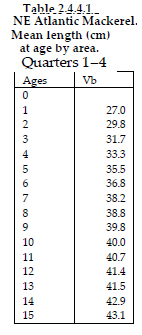 Table 2.4.4.1.
NE Atlantic Mackerel.
Mean length (cm)
at age by area.
Quarters 1–4
Ages Vb
0
1 27.0
2 29.8
3 31.7
4 33.3
5 35.5
6 36.8
7 38.2
8 38.8
9 39.8
10 40.0
11 40.7
12 41.4
13 41.5
14 42.9
15 43.1